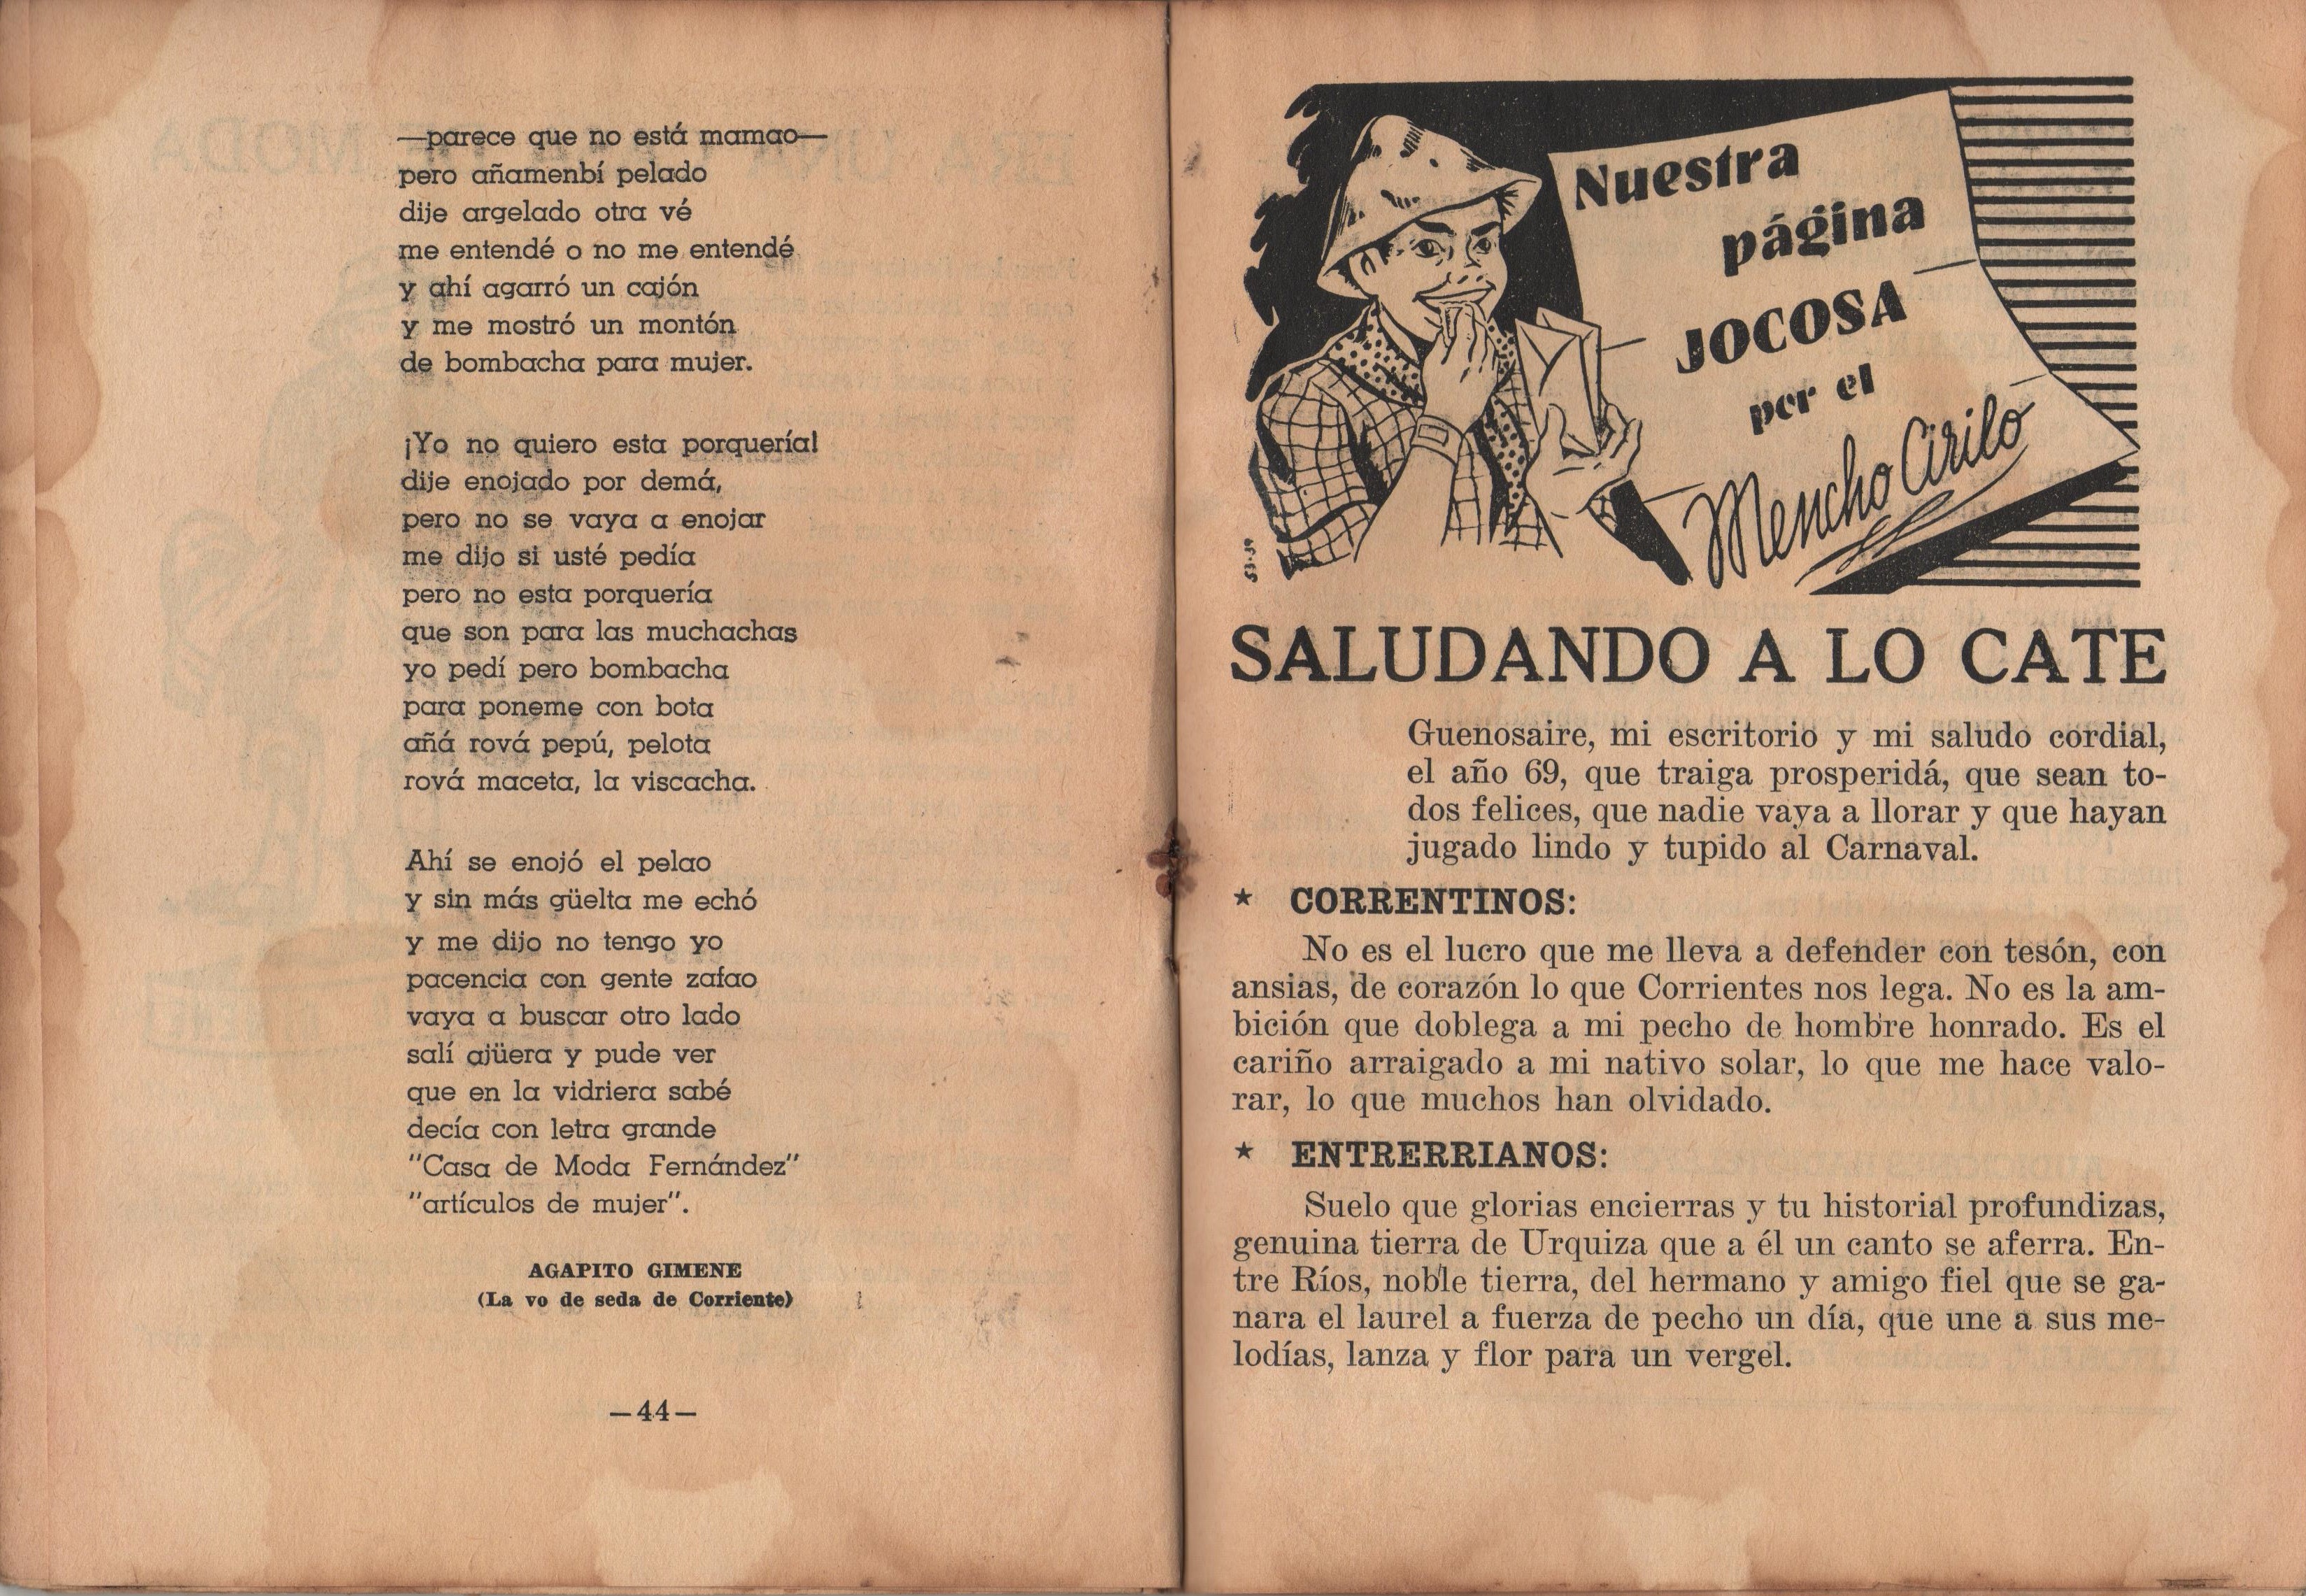 —parece que no está mamao—
pero añamenbí pelado
dije argelado otra vé
me entendé o no me entendé
y ahí agarró un cajón
y me mostró un montón
de bombacha para mujer.
¡Yo no quiero esta porquería!
dije enojado por demá,
pero no se vaya a enojar
me dijo si usté pedía
pero no esta porquería
que son para las muchachas
yo pedí pero bombacha
para poneme con bota
añá rová pepú, pelota
rová maceta, la viscacha.
Ahí se enojó el pelao
y sin más güelta me echó
y me dijo no tengo yo
pacencia con gente zafao
vaya a buscar otro lado
salí ajüera y pude ver
que en la vidriera sabé
decía con letra grande
"Casa de Moda Fernández"
"artículos de mujer".
AGAPITO GIMENE
(La vo de seda de Corriente)
—44—
Nuestra
página
JOCOSA
por el
Mencho Cirilo
53-59
SALUDANDO A LO CATE
Guenosaire, mi escritorio y mi saludo cordial,
el año 69, que traiga prosperidá, que sean to-
dos felices, que nadie vaya a llorar y que hayan
jugado lindo y tupido al Carnaval.
★ CORRENTINOS:
No es el lucro que me lleva a defender con tesón, con
ansias, de corazón lo que Corrientes nos lega. No es la am-
bición que doblega a mi pecho de hombre honrado. Es el
cariño arraigado a mi nativo solar, lo que me hace valo-
rar, lo que muchos han olvidado.
★ ENTRERRIANOS:
Suelo que glorias encierras y tu historial profundizas,
genuina tierra de Urquiza que a él un canto se aferra. En-
tre Ríos, noble tierra, del hermano y amigo fiel que se ga-
nara el laurel a fuerza de pecho un día, que une a sus me-
lodías, lanza y flor para un vergel.